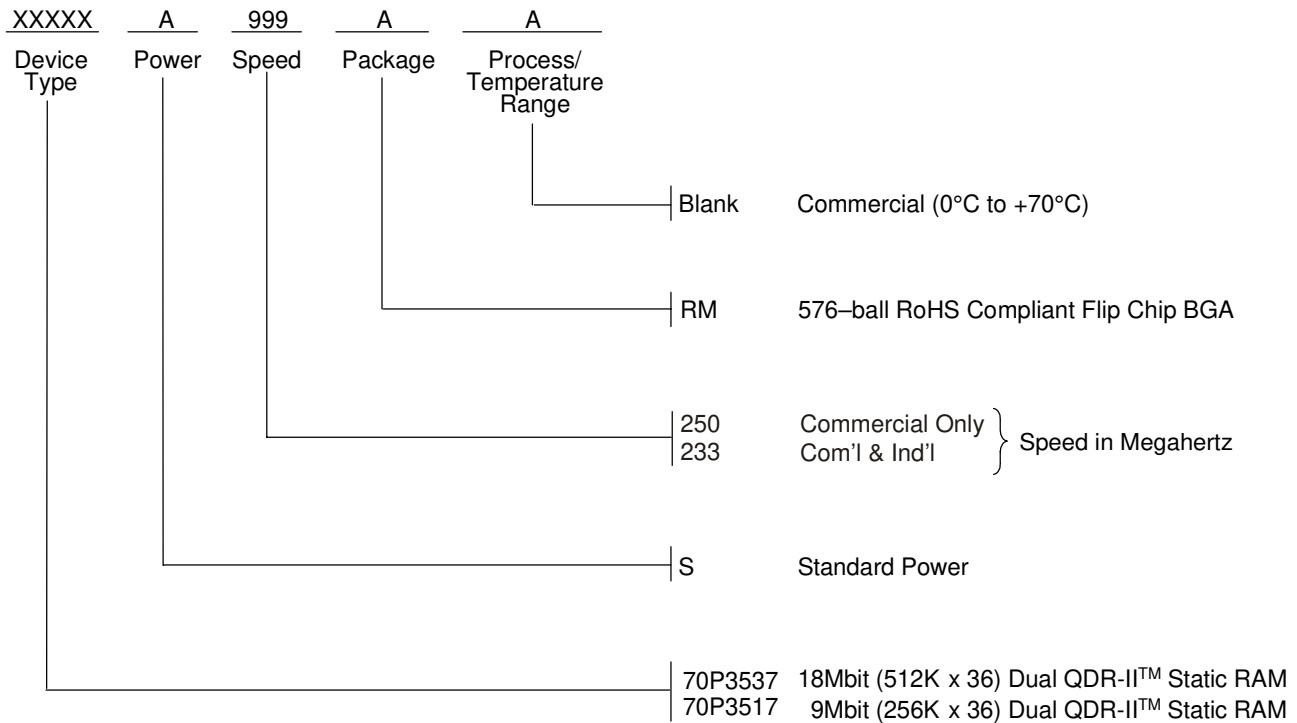 XXXXX A 999 A A
Device Type Power Speed Package Process/ Temperature Range
Blank Commercial (0°C to +70°C)
RM 576–ball RoHS Compliant Flip Chip BGA
250 Commercial Only
233 Com'l & Ind'l
Speed in Megahertz
S Standard Power
70P3537 18Mbit (512K x 36) Dual QDR-II™ Static RAM
70P3517 9Mbit (256K x 36) Dual QDR-II™ Static RAM